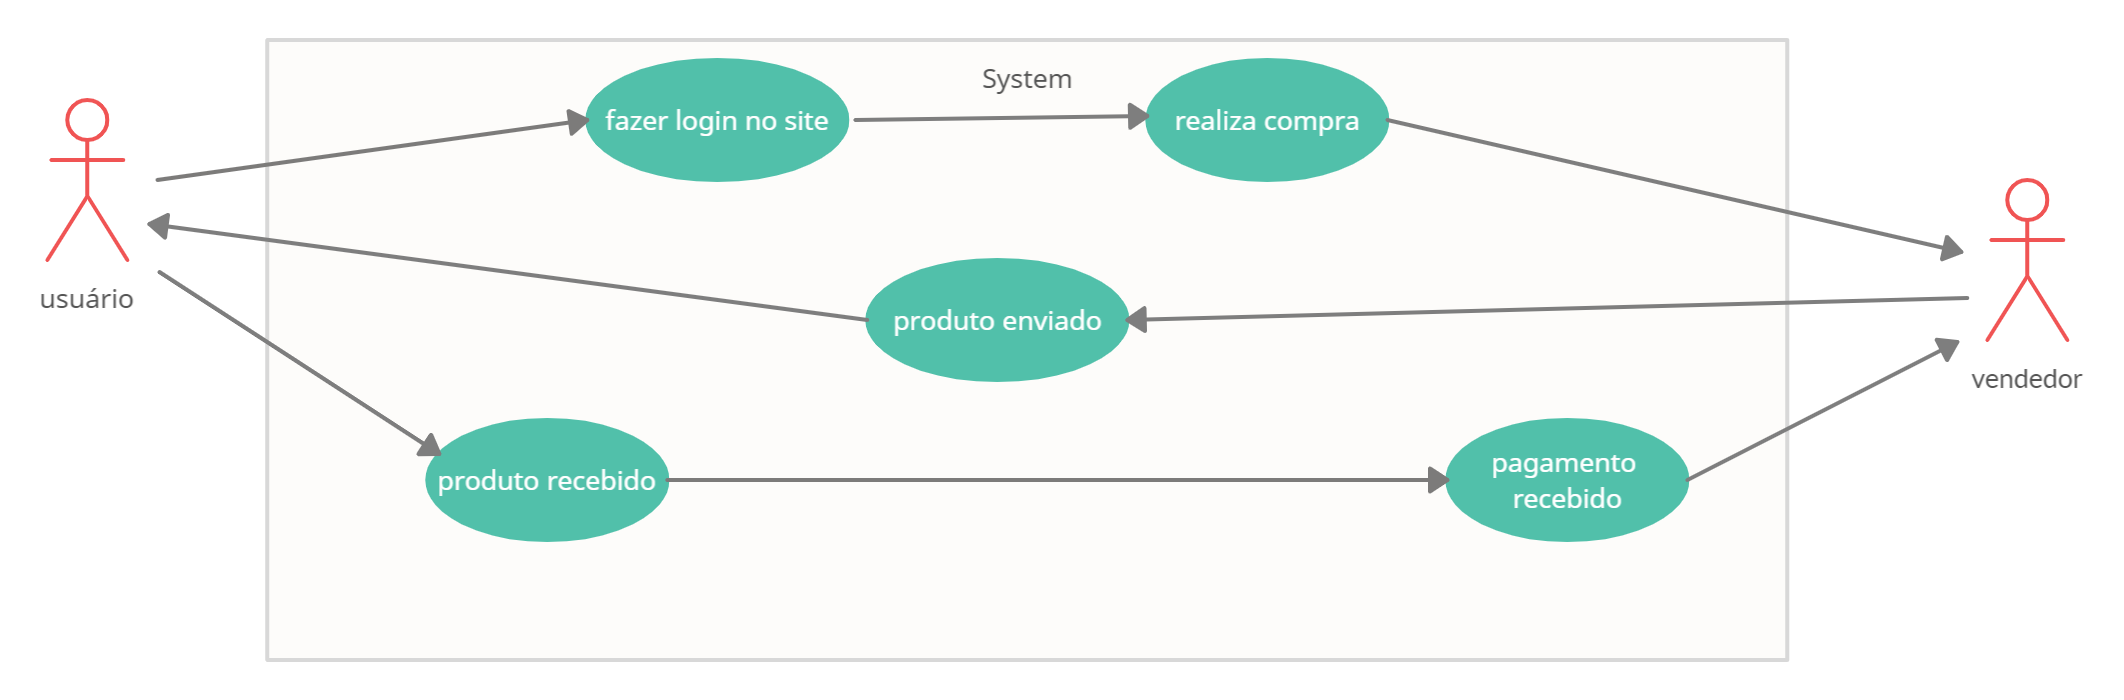 System
fazer login no site
realiza compra
usuário
produto enviado
vendedor
produto recebido
pagamento
recebido